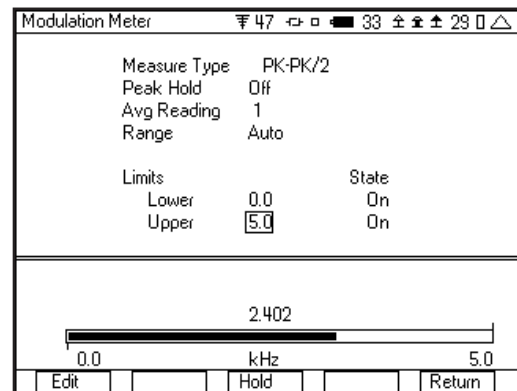 Modulation Meter 47 33 29
Measure Type PK-PK/2
Peak Hold Off
Avg Reading 1
Range Auto
Limits State
Lower 0.0 On
Upper 5.0 On
2.402
0.0 kHz 5.0
Edit Hold Return